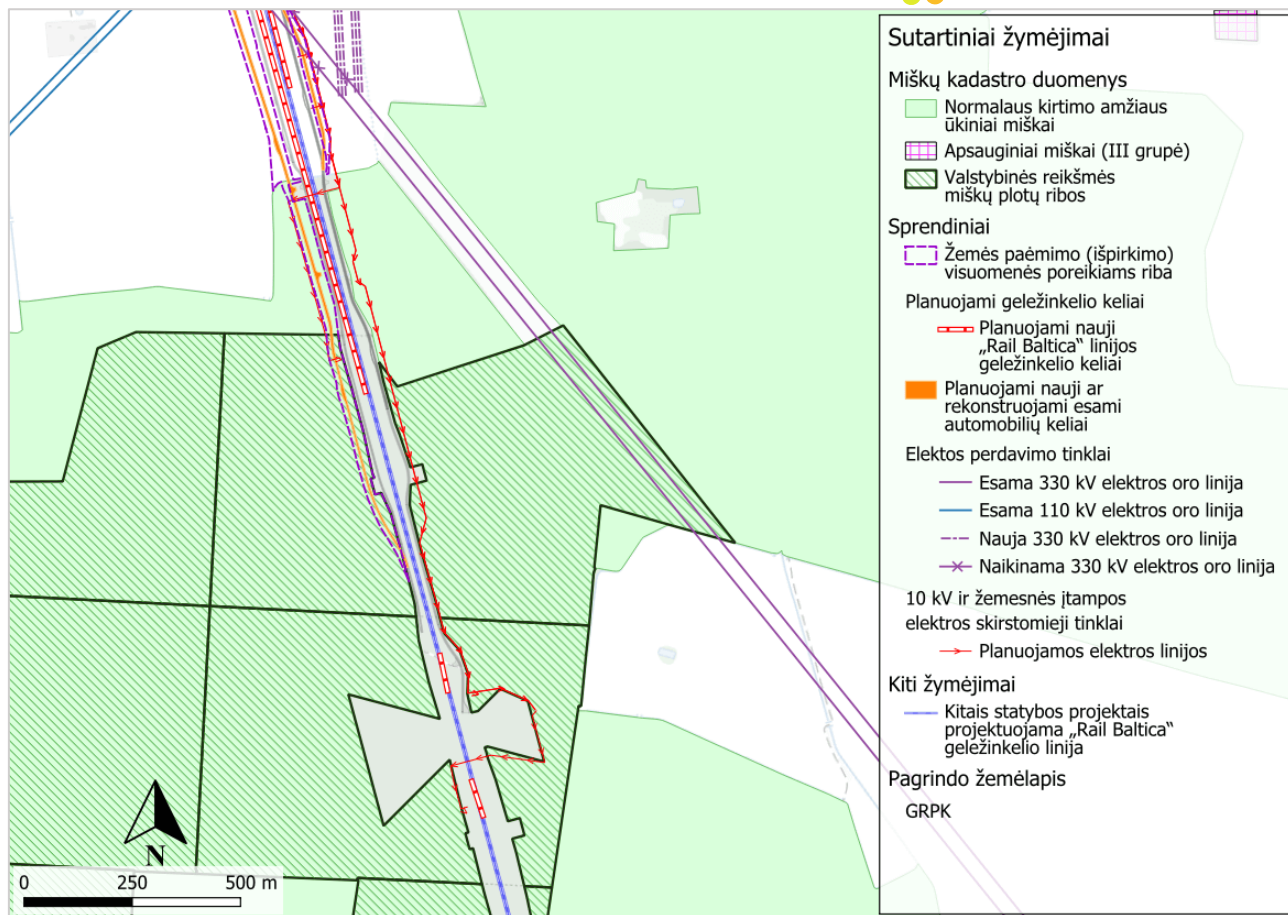 Sutartiniai žymėjimai
Miškų kadastro duomenys
Normalaus kirtimo amžiaus
ūkiniai miškai
Apsauginiai miškai (III grupė)
Valstybinės reikšmės
miškų plotų ribos
Sprendiniai
Žemės paėmimo (išpirkimo)
visuomenės poreikiams riba
Planuojami geležinkelio keliai
Planuojami nauji
„Rail Baltica“ linijos
geležinkelio keliai
Planuojami nauji ar
rekonstruojami esami
automobilių keliai
Elektos perdavimo tinklai
Esama 330 kV elektros oro linija
Esama 110 kV elektros oro linija
Nauja 330 kV elektros oro linija
Naikinama 330 kV elektros oro linija
10 kV ir žemesnės įtampos
elektros skirstomieji tinklai
Planuojamos elektros linijos
Kiti žymėjimai
Kitais statybos projektais
projektuojama „Rail Baltica“
geležinkelio linija
Pagrindo žemėlapis
GRPK
N
0 250 500 m